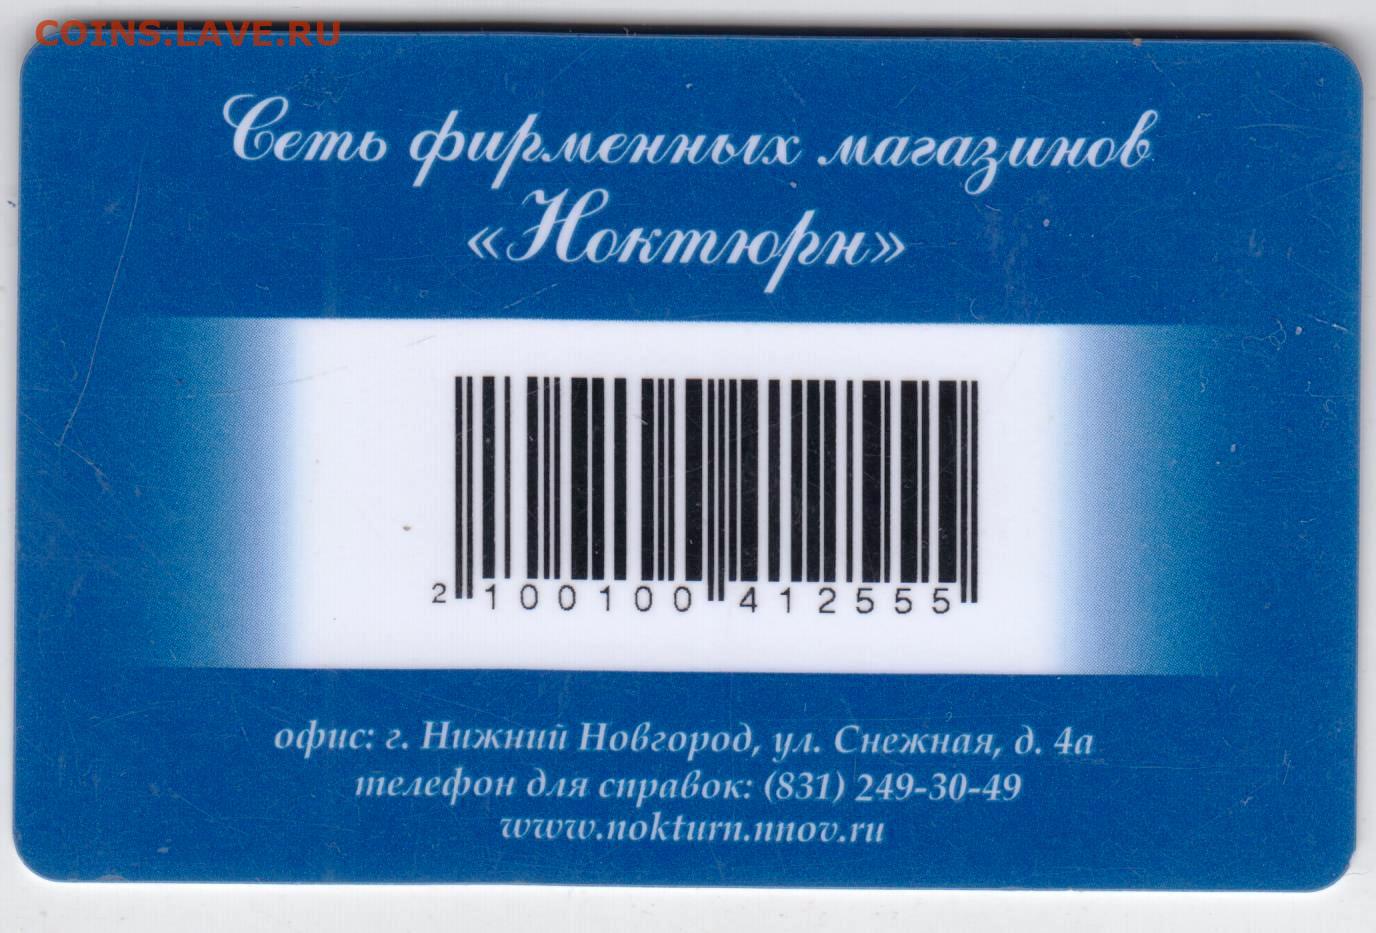 COINS.LAVE.RU
Сеть фирменных магазинов
«Ноктюрн»
2 100100 412555
офис: г. Нижний Новгород, ул. Снежная, д. 4а
телефон для справок: (831) 249-30-49
www.nokturn.nnov.ru